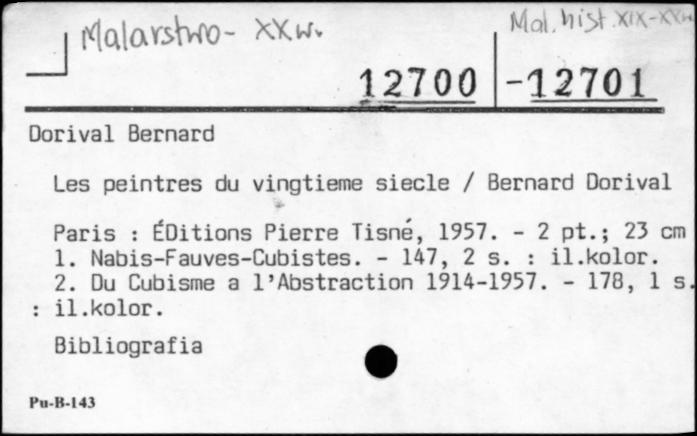 Malarstwo- XXw.
Mal. hist. XIX-XXw
12700 -12701
Dorival Bernard
Les peintres du vingtieme siecle / Bernard Dorival
Paris : ÉDitions Pierre Tisné, 1957. - 2 pt.; 23 cm
1. Nabis-Fauves-Cubistes. - 147, 2 s. : il.kolor.
2. Du Cubisme a l'Abstraction 1914-1957. - 178, 1 s.
: il.kolor.
Bibliografia
Pu-B-143